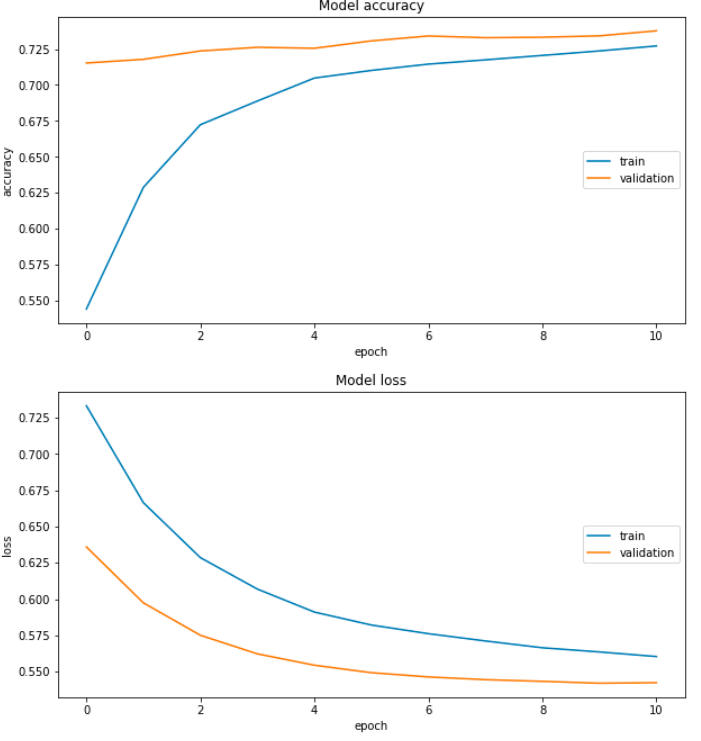 Model accuracy
0.725
0.700
0.675
0.650
0.625
0.600
0.575
0.550
accuracy
train
validation
0 2 4 6 8 10
epoch
Model loss
0.725
0.700
0.675
0.650
0.625
0.600
0.575
0.550
loss
train
validation
0 2 4 6 8 10
epoch